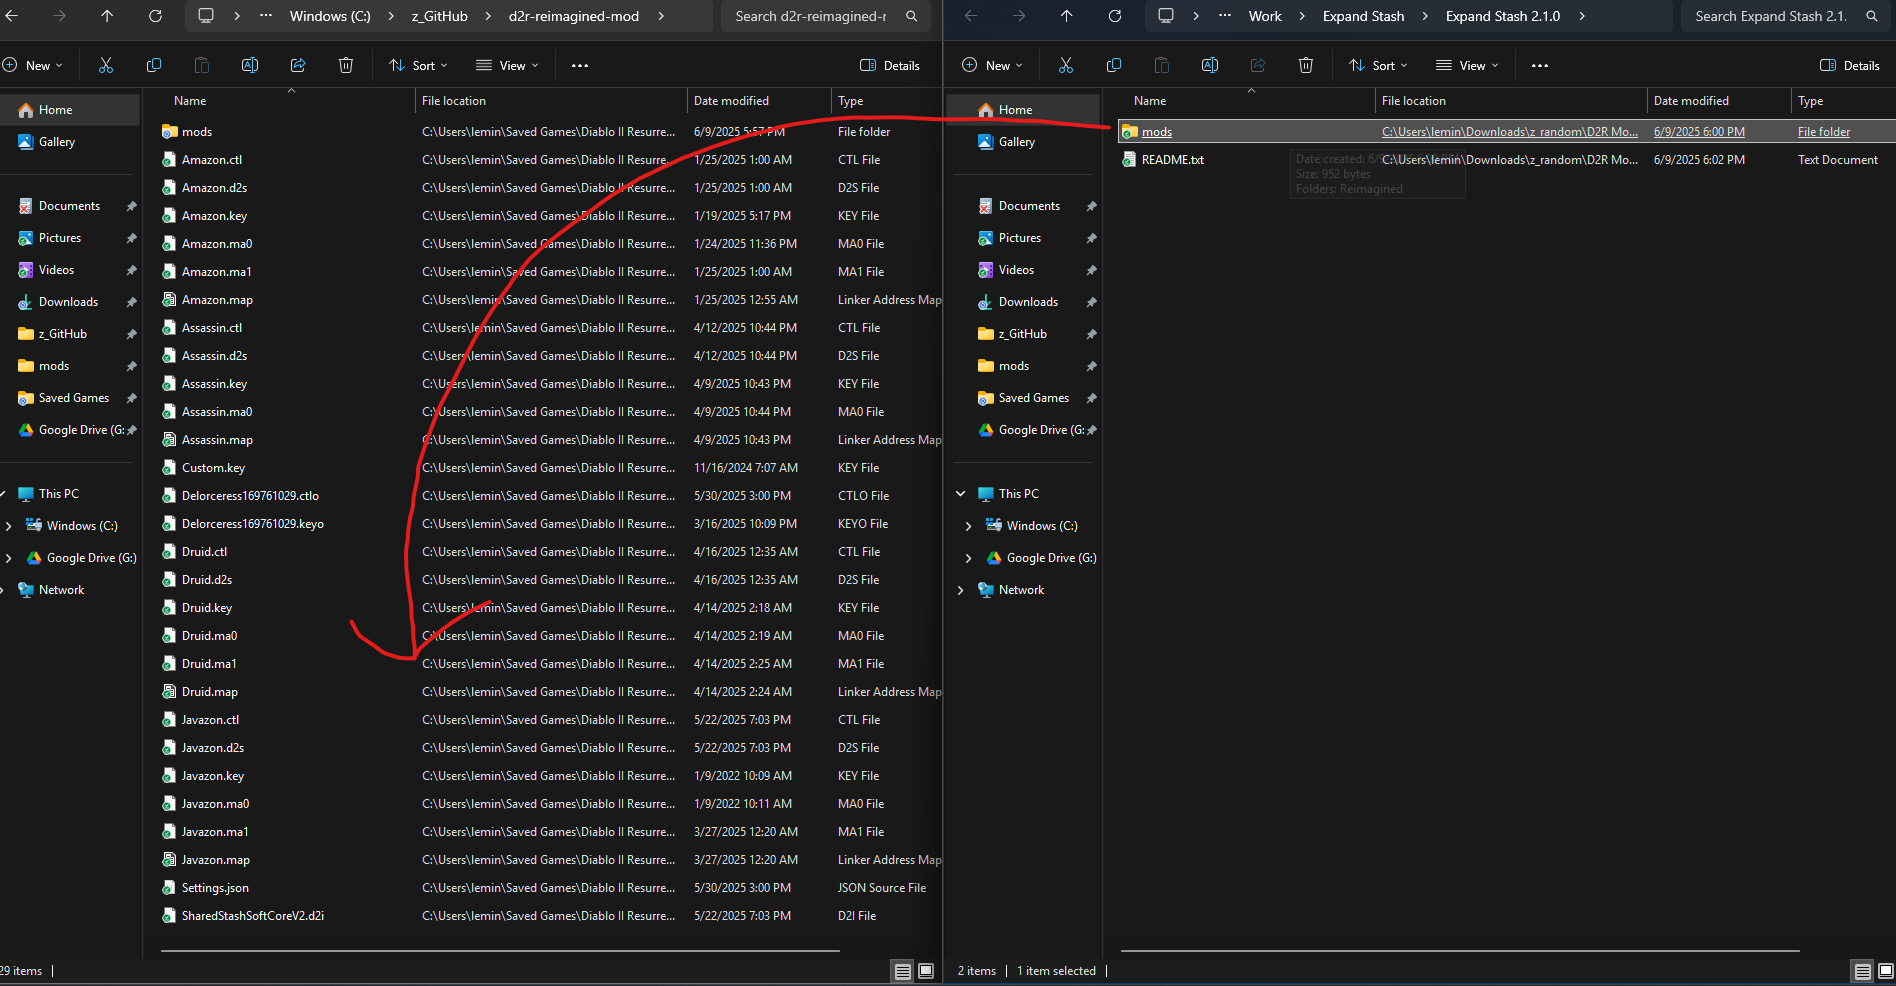 Windows (C:) > z_GitHub > d2r-reimagined-mod >
Search d2r-reimagined-r
New
Sort
View
Details
Home
Gallery
Documents
Pictures
Videos
Downloads
z_GitHub
mods
Saved Games
Google Drive (G:
This PC
Windows (C:)
Google Drive (G:)
Network
Name File location Date modified Type
mods C:\Users\lemin\Saved Games\Diablo II Resurre... 6/9/2025 5:57 PM File folder
Amazon.ctl C:\Users\lemin\Saved Games\Diablo II Resurre... 1/25/2025 1:00 AM CTL File
Amazon.d2s C:\Users\lemin\Saved Games\Diablo II Resurre... 1/25/2025 1:00 AM D2S File
Amazon.key C:\Users\lemin\Saved Games\Diablo II Resurre... 1/19/2025 5:17 PM KEY File
Amazon.ma0 C:\Users\lemin\Saved Games\Diablo II Resurre... 1/24/2025 11:36 PM MA0 File
Amazon.ma1 C:\Users\lemin\Saved Games\Diablo II Resurre... 1/25/2025 1:00 AM MA1 File
Amazon.map C:\Users\lemin\Saved Games\Diablo II Resurre... 1/25/2025 12:55 AM Linker Address Map
Assassin.ctl C:\Users\lemin\Saved Games\Diablo II Resurre... 4/12/2025 10:44 PM CTL File
Assassin.d2s C:\Users\lemin\Saved Games\Diablo II Resurre... 4/12/2025 10:44 PM D2S File
Assassin.key C:\Users\lemin\Saved Games\Diablo II Resurre... 4/9/2025 10:43 PM KEY File
Assassin.ma0 C:\Users\lemin\Saved Games\Diablo II Resurre... 4/9/2025 10:44 PM MA0 File
Assassin.map C:\Users\lemin\Saved Games\Diablo II Resurre... 4/9/2025 10:43 PM Linker Address Map
Custom.key C:\Users\lemin\Saved Games\Diablo II Resurre... 11/16/2024 7:07 AM KEY File
Delorceress169761029.ctlo C:\Users\lemin\Saved Games\Diablo II Resurre... 5/30/2025 3:00 PM CTLO File
Delorceress169761029.keyo C:\Users\lemin\Saved Games\Diablo II Resurre... 3/16/2025 10:09 PM KEYO File
Druid.ctl C:\Users\lemin\Saved Games\Diablo II Resurre... 4/16/2025 12:35 AM CTL File
Druid.d2s C:\Users\lemin\Saved Games\Diablo II Resurre... 4/16/2025 12:35 AM D2S File
Druid.key C:\Users\lemin\Saved Games\Diablo II Resurre... 4/14/2025 2:18 AM KEY File
Druid.ma0 C:\Users\lemin\Saved Games\Diablo II Resurre... 4/14/2025 2:19 AM MA0 File
Druid.ma1 C:\Users\lemin\Saved Games\Diablo II Resurre... 4/14/2025 2:25 AM MA1 File
Druid.map C:\Users\lemin\Saved Games\Diablo II Resurre... 4/14/2025 2:24 AM Linker Address Map
Javazon.ctl C:\Users\lemin\Saved Games\Diablo II Resurre... 5/22/2025 7:03 PM CTL File
Javazon.d2s C:\Users\lemin\Saved Games\Diablo II Resurre... 5/22/2025 7:03 PM D2S File
Javazon.key C:\Users\lemin\Saved Games\Diablo II Resurre... 1/9/2022 10:09 AM KEY File
Javazon.ma0 C:\Users\lemin\Saved Games\Diablo II Resurre... 1/9/2022 10:11 AM MA0 File
Javazon.ma1 C:\Users\lemin\Saved Games\Diablo II Resurre... 3/27/2025 12:20 AM MA1 File
Javazon.map C:\Users\lemin\Saved Games\Diablo II Resurre... 3/27/2025 12:20 AM Linker Address Map
Settings.json C:\Users\lemin\Saved Games\Diablo II Resurre... 5/30/2025 3:00 PM JSON Source File
SharedStashSoftCoreV2.d2i C:\Users\lemin\Saved Games\Diablo II Resurre... 5/22/2025 7:03 PM D2I File
29 items
Work > Expand Stash > Expand Stash 2.1.0 >
Search Expand Stash 2.1.
New
Sort
View
Details
Home
Gallery
Documents
Pictures
Videos
Downloads
z_GitHub
mods
Saved Games
Google Drive (G:
This PC
Windows (C:)
Google Drive (G:)
Network
Name File location Date modified Type
mods C:\Users\lemin\Downloads\z_random\D2R Mo... 6/9/2025 6:00 PM File folder
README.txt C:\Users\lemin\Downloads\z_random\D2R Mo... 6/9/2025 6:02 PM Text Document
Date created: 6/9
Size: 952 bytes
Folders: Reimagined
2 items 1 item selected